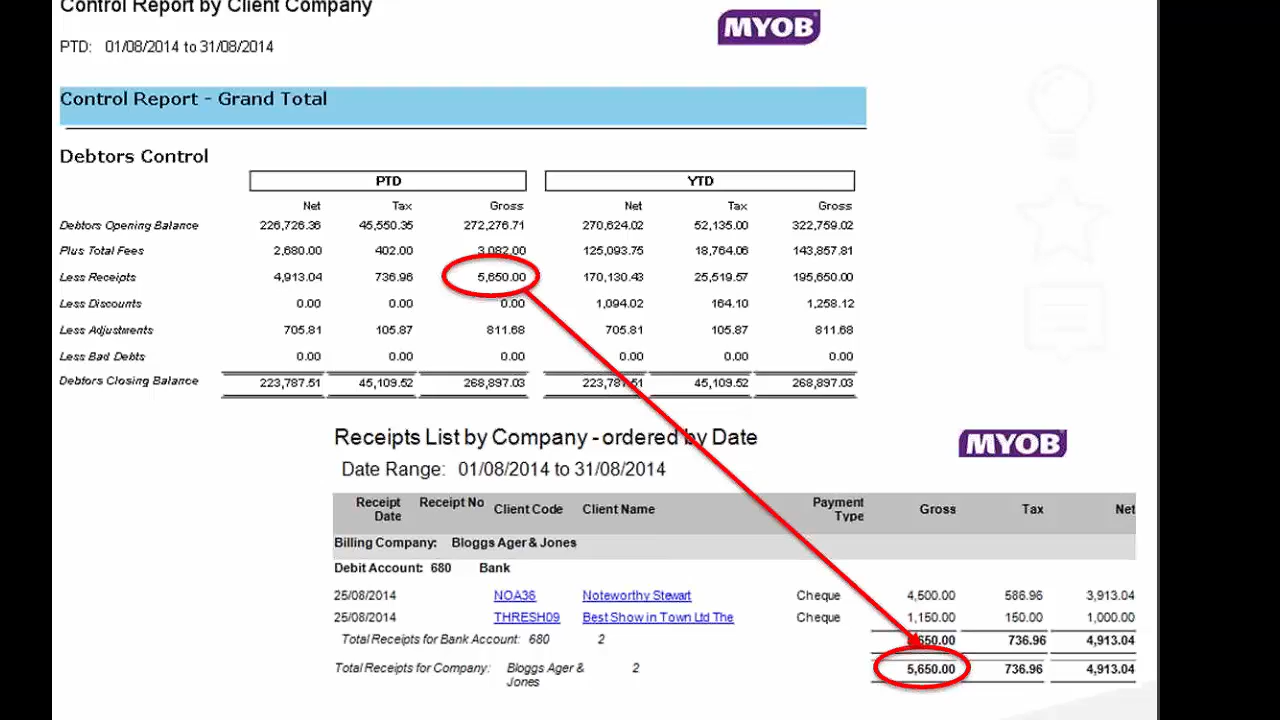 Control Report by Client Company
MYOB
PTD: 01/08/2014 to 31/08/2014
Control Report - Grand Total
Debtors Control
PTD YTD
Net Tax Gross Net Tax Gross
Debtors Opening Balance 226,726.36 45,550.35 272,276.71 270,624.02 52,135.00 322,759.02
Plus Total Fees 2,680.00 402.00 3,082.00 125,093.75 18,764.06 143,857.81
Less Receipts 4,913.04 736.96 5,650.00 170,130.43 25,519.57 195,650.00
Less Discounts 0.00 0.00 0.00 1,094.02 164.10 1,258.12
Less Adjustments 705.81 105.87 811.68 705.81 105.87 811.68
Less Bad Debts 0.00 0.00 0.00 0.00 0.00 0.00
Debtors Closing Balance 223,787.51 45,109.52 268,897.03 223,787.51 45,109.52 268,897.03
Receipts List by Company - ordered by Date
MYOB
Date Range: 01/08/2014 to 31/08/2014
Receipt Date Receipt No Client Code Client Name Payment Type Gross Tax Net
Billing Company: Bloggs Ager & Jones
Debit Account: 680 Bank
25/08/2014 NOA36 Noteworthy Stewart Cheque 4,500.00 586.96 3,913.04
25/08/2014 THRESH09 Best Show in Town Ltd The Cheque 1,150.00 150.00 1,000.00
Total Receipts for Bank Account: 680 2 5,650.00 736.96 4,913.04
Total Receipts for Company: Bloggs Ager & 2 5,650.00 736.96 4,913.04
Jones